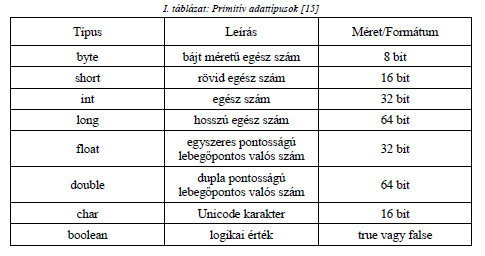 I. táblázat: Primitív adattípusok [15]
Típus Leírás Méret/Formátum
byte bájt méretű egész szám 8 bit
short rövid egész szám 16 bit
int egész szám 32 bit
long hosszú egész szám 64 bit
float egyszeres pontosságú lebegőpontos valós szám 32 bit
double dupla pontosságú lebegőpontos valós szám 64 bit
char Unicode karakter 16 bit
boolean logikai érték true vagy false